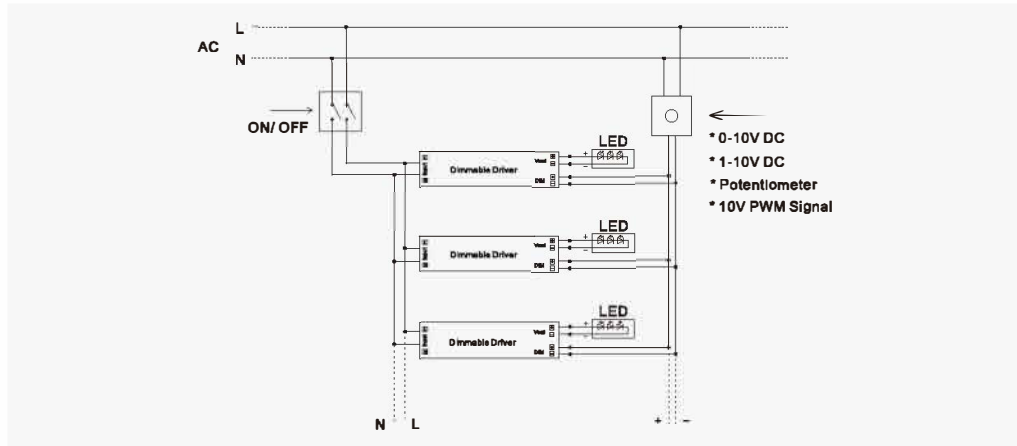 L
AC
N
ON/ OFF
* 0-10V DC
* 1-10V DC
* Potentiometer
* 10V PWM Signal
LED
+
−
Dimmable Driver
Vout
DIM
LED
+
−
Dimmable Driver
Vout
DIM
LED
+
−
Dimmable Driver
Vout
DIM
N L
+ −